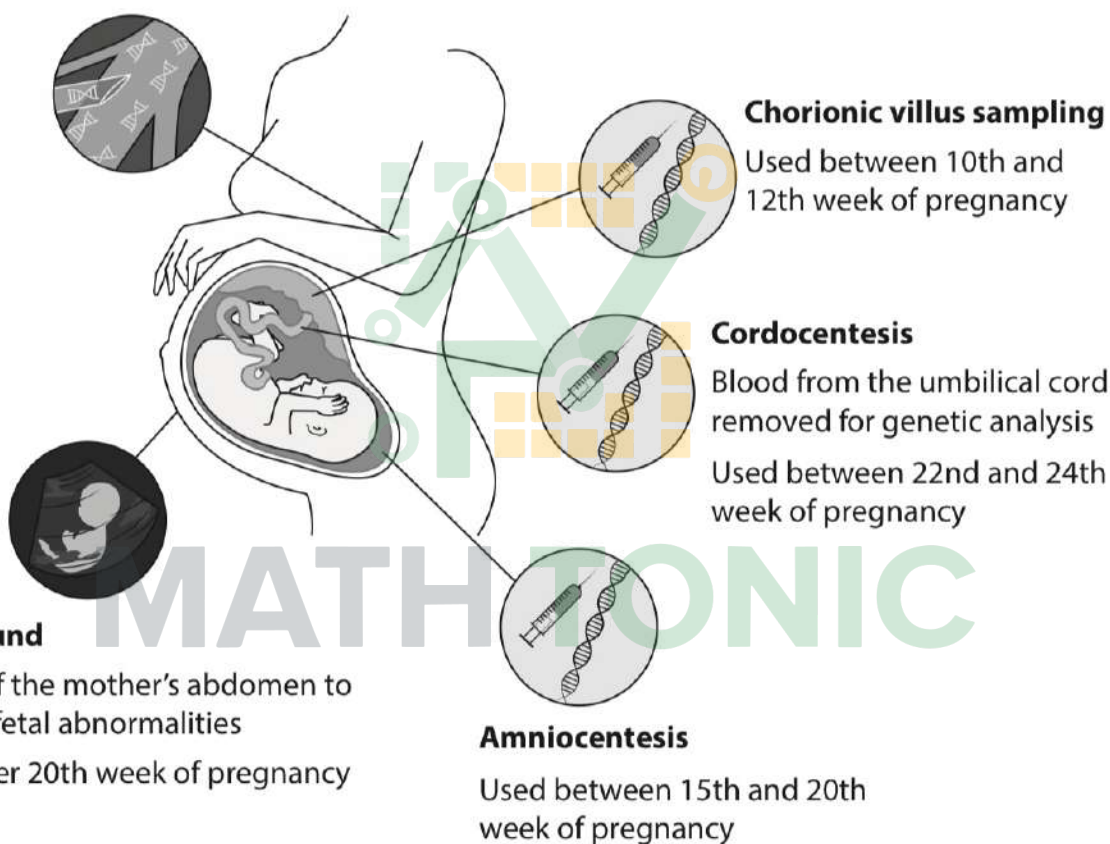 Chorionic villus sampling
Used between 10th and
12th week of pregnancy
Cordocentesis
Blood from the umbilical cord
removed for genetic analysis
Used between 22nd and 24th
week of pregnancy
MATH TONIC
the mother's abdomen to
fetal abnormalities
20th week of pregnancy
Amniocentesis
Used between 15th and 20th
week of pregnancy